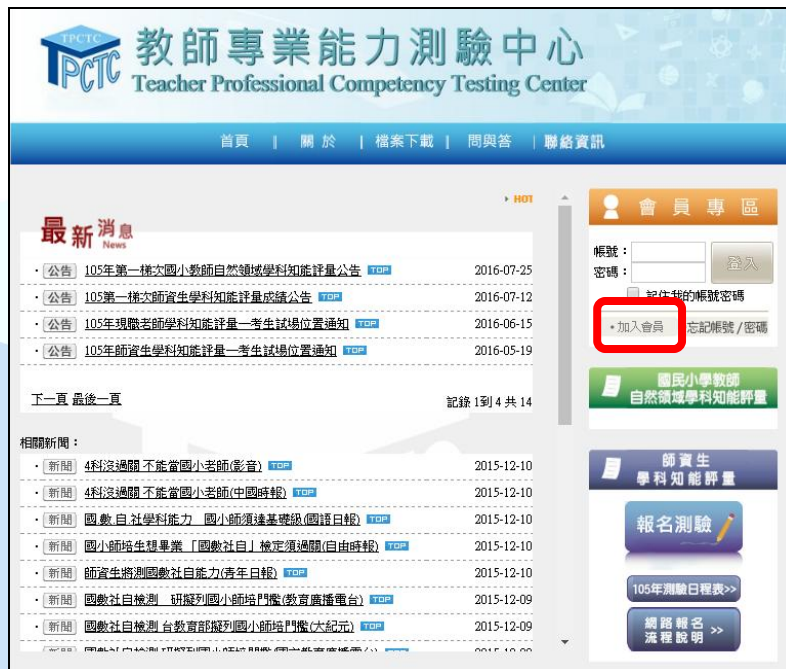 TPCTC
TPCTC
教師專業能力測驗中心
Teacher Professional Competency Testing Center
首頁 | 關於 | 檔案下載 | 問與答 | 聯絡資訊
HOT
最新消息
News
・公告 105年第一梯次國小教師自然領域學科知能評量公告 TOP 2016-07-25
・公告 105第一梯次師資生學科知能評量成績公告 TOP 2016-07-12
・公告 105年現職老師學科知能評量—考生試場位置通知 TOP 2016-06-15
・公告 105年師資生學科知能評量—考生試場位置通知 TOP 2016-05-19
下一頁 最後一頁 記錄 1到 4 共 14
相關新聞：
・新聞 4科沒過關 不能當國小老師(影音) TOP 2015-12-10
・新聞 4科沒過關 不能當國小老師(中國時報) TOP 2015-12-10
・新聞 國.數.自.社學科能力 國小師須達基礎級(國語日報) TOP 2015-12-10
・新聞 國小師培生想畢業 「國數社自」檢定須過關(自由時報) TOP 2015-12-10
・新聞 師資生將測國數社自能力(青年日報) TOP 2015-12-10
・新聞 國數社自檢測 研擬列國小師培門檻(教育廣播電台) TOP 2015-12-09
・新聞 國數社自檢測 台教育部擬列國小師培門檻(大紀元) TOP 2015-12-09
會員專區
帳號：
密碼：
登入
記住我的帳號密碼
・加入會員
忘記帳號/密碼
國民小學教師
自然領域學科知能評量
師資生
學科知能評量
報名測驗
105年測驗日程表>>
網路報名
流程說明 >>